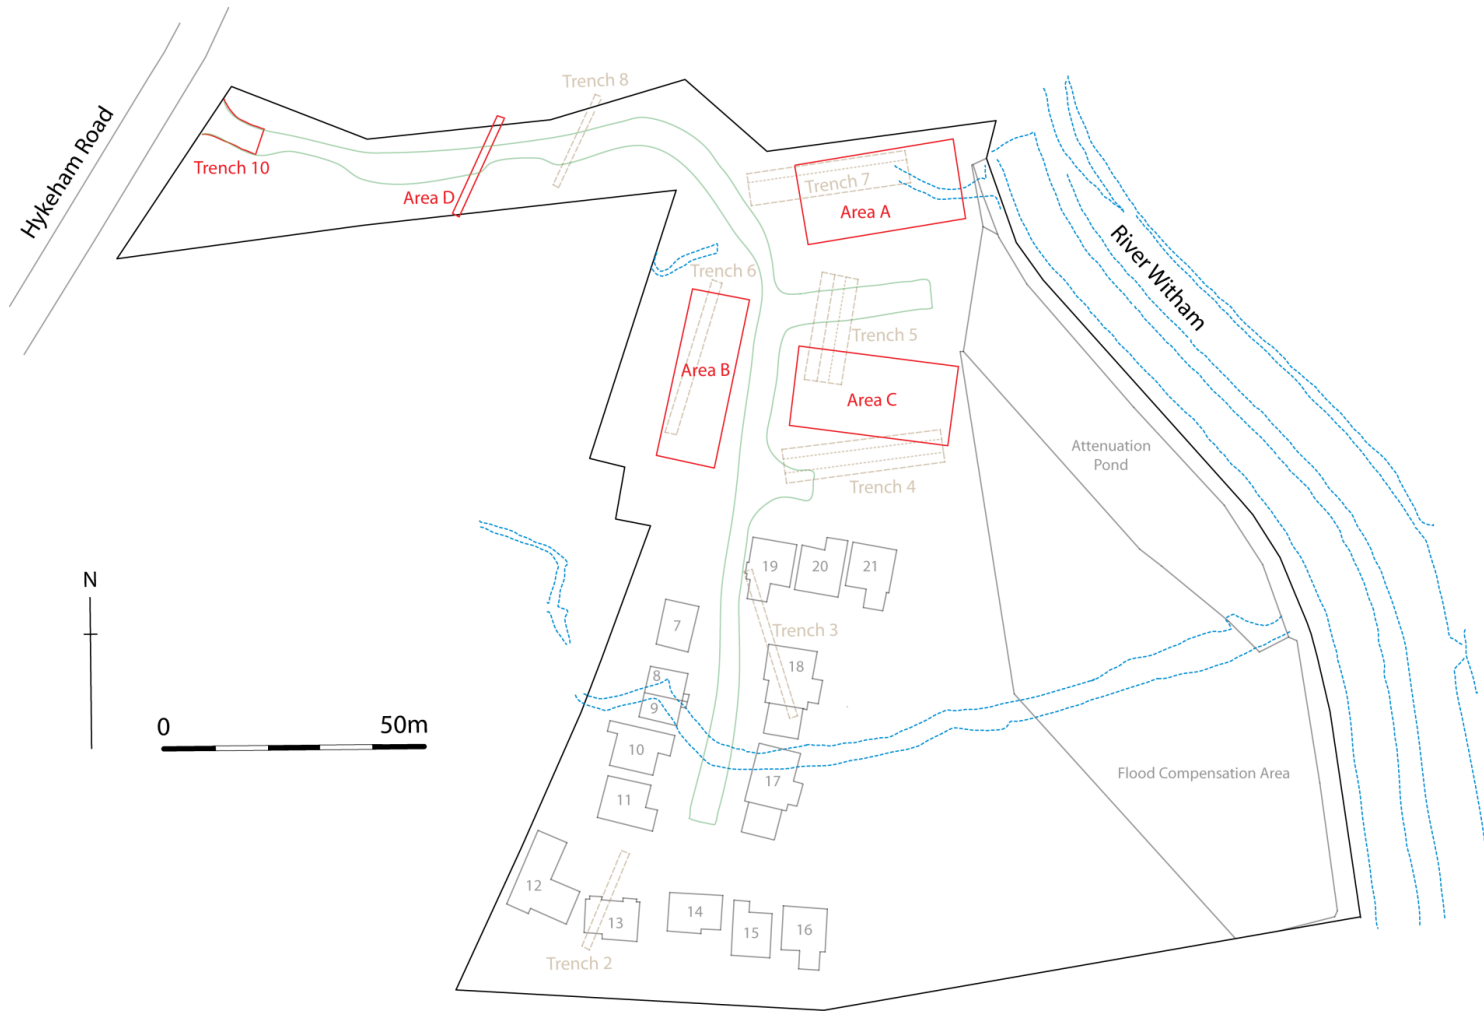 Hykeham Road
Trench 8
Trench 10
Area D
Trench 7
Area A
River Witham
Trench 6
Trench 5
Area B
Area C
Attenuation
Pond
Trench 4
19
20
21
N
7
Trench 3
18
8
9
0
50m
10
17
Flood Compensation Area
11
12
13
14
15
16
Trench 2